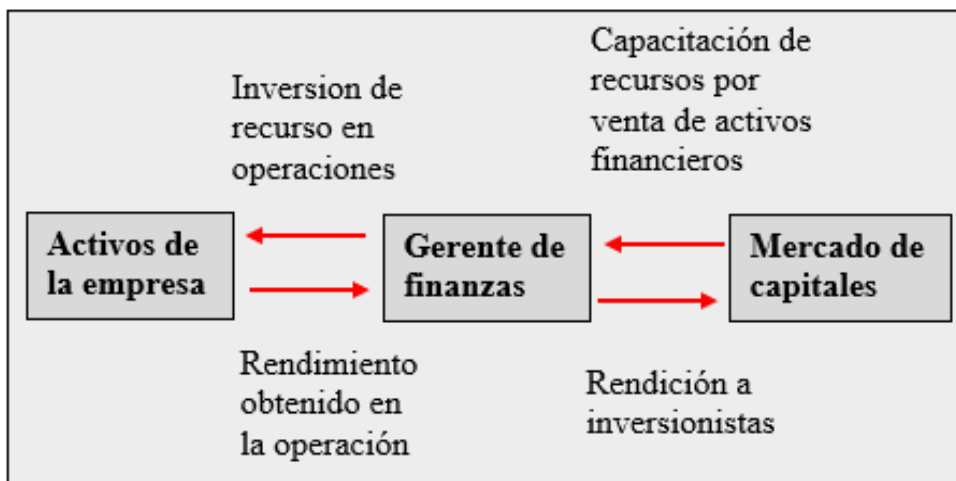 Inversion de
recurso en
operaciones
Capacitación de
recursos por
venta de activos
financieros
Activos de
la empresa
Gerente de
finanzas
Mercado de
capitales
Rendimiento
obtenido en
la operación
Rendición a
inversionistas